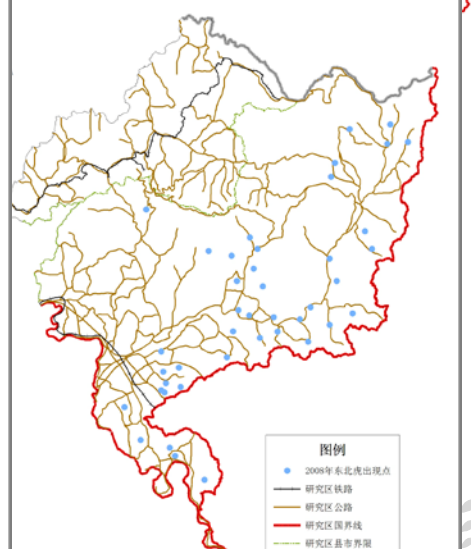 图例
2008年东北虎出现点
研究区铁路
研究区公路
研究区国界线
研究区县市界限